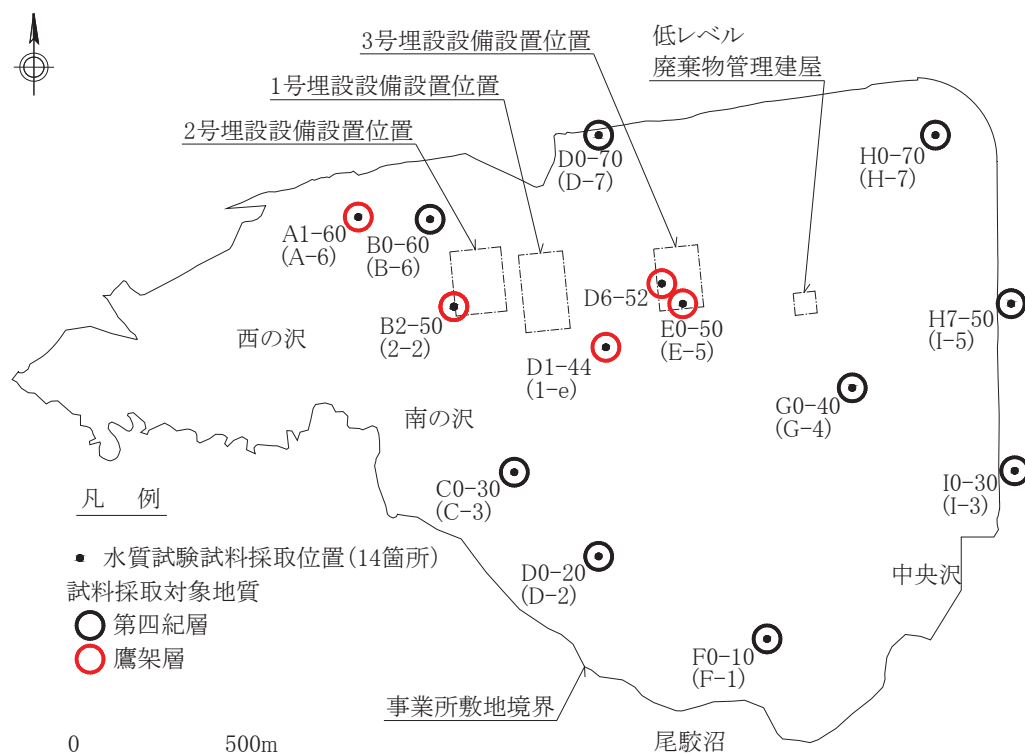 3号埋設設備設置位置
低レベル
廃棄物管理建屋
1号埋設設備設置位置
2号埋設設備設置位置
D0-70
(D-7)
H0-70
(H-7)
A1-60
(A-6)
B0-60
(B-6)
D6-52
E0-50
(E-5)
B2-50
(2-2)
H7-50
(I-5)
西の沢
D1-44
(1-e)
G0-40
(G-4)
南の沢
C0-30
(C-3)
I0-30
(I-3)
凡 例
水質試験試料採取位置(14箇所)
試料採取対象地質
第四紀層
鷹架層
D0-20
(D-2)
中央沢
F0-10
(F-1)
事業所敷地境界
尾駮沼
0 500m